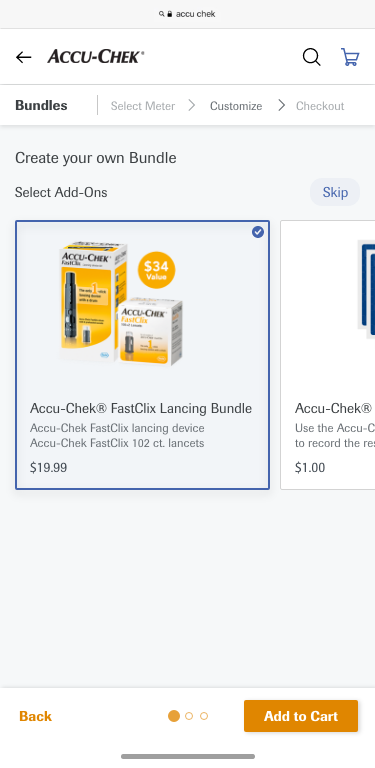 accu chek
ACCU-CHEK®
Bundles
Select Meter
Customize
Checkout
Create your own Bundle
Select Add-Ons
Skip
ACCU-CHEK®
FastClix
$34
Value
ACCU-CHEK®
FastClix
Accu-Chek® FastClix Lancing Bundle
Accu-Chek FastClix lancing device
Accu-Chek FastClix 102 ct. lancets
$19.99
Accu-Chek®
Use the Accu-C
to record the re
$1.00
Back
Add to Cart